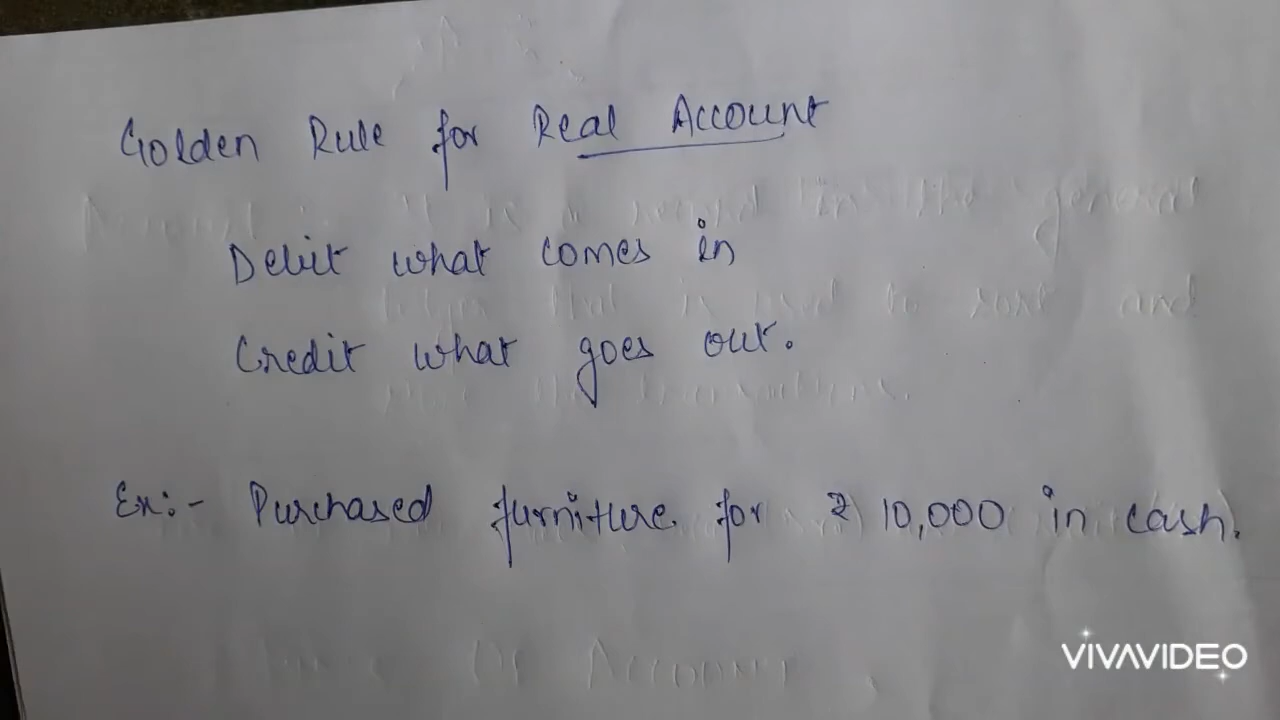 Golden Rule for Real Account
Debit what comes in
Credit what goes out.
Ex:- Purchased furniture for ₹ 10,000 in cash.
VIVAVIDEO